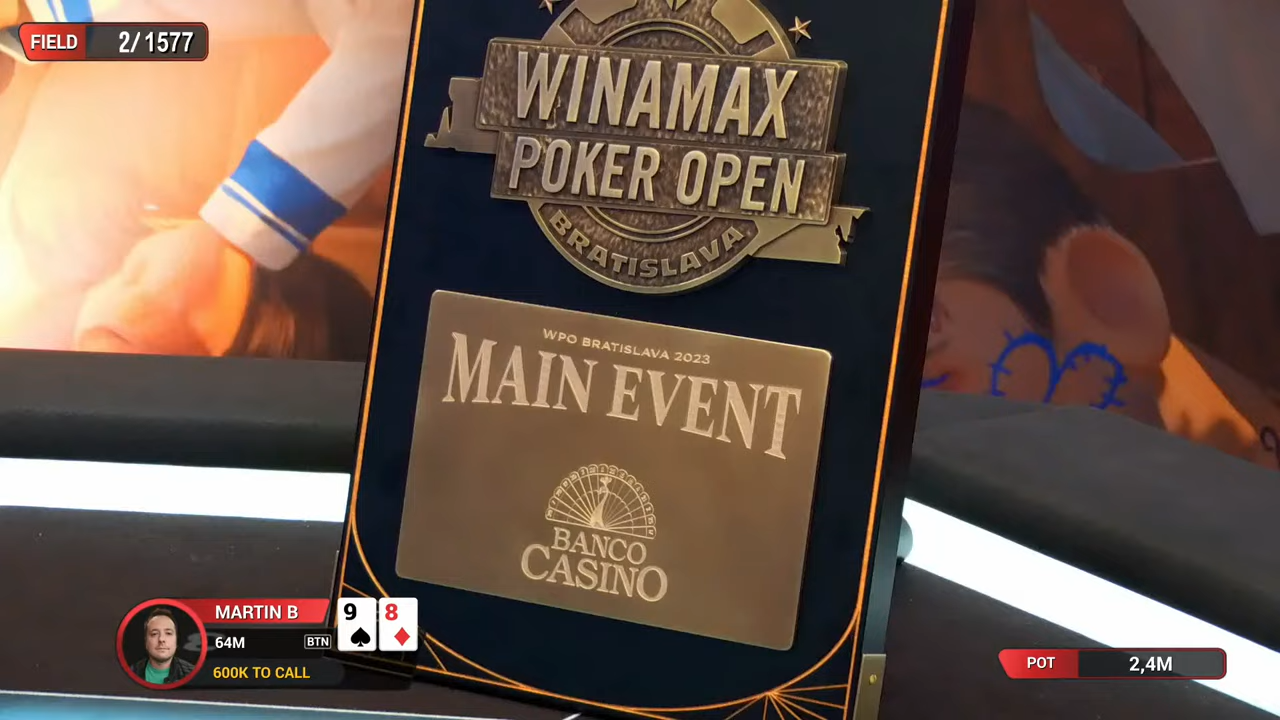 FIELD 2/1577
WINAMAX
POKER OPEN
BRATISLAVA
WPO BRATISLAVA 2023
MAIN EVENT
BANCO
CASINO
MARTIN B
64M BTN
600K TO CALL
9 8
POT 2,4M